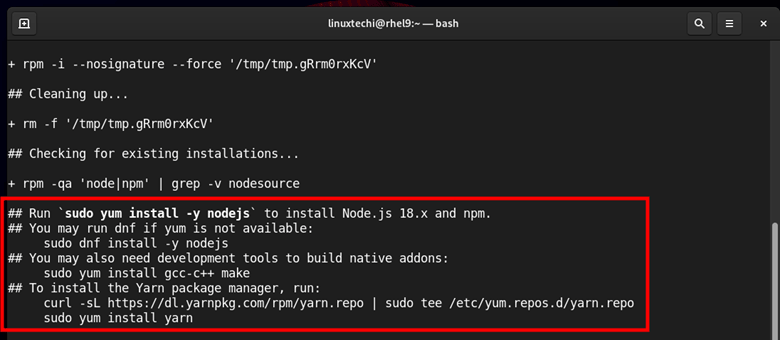 linuxtechi@rhel9:~ — bash
+ rpm -i --nosignature --force '/tmp/tmp.gRrm0rxKcV'
## Cleaning up...
+ rm -f '/tmp/tmp.gRrm0rxKcV'
## Checking for existing installations...
+ rpm -qa 'node|npm' | grep -v nodesource
## Run `sudo yum install -y nodejs` to install Node.js 18.x and npm.
## You may run dnf if yum is not available:
     sudo dnf install -y nodejs
## You may also need development tools to build native addons:
     sudo yum install gcc-c++ make
## To install the Yarn package manager, run:
     curl -sL https://dl.yarnpkg.com/rpm/yarn.repo | sudo tee /etc/yum.repos.d/yarn.repo
     sudo yum install yarn